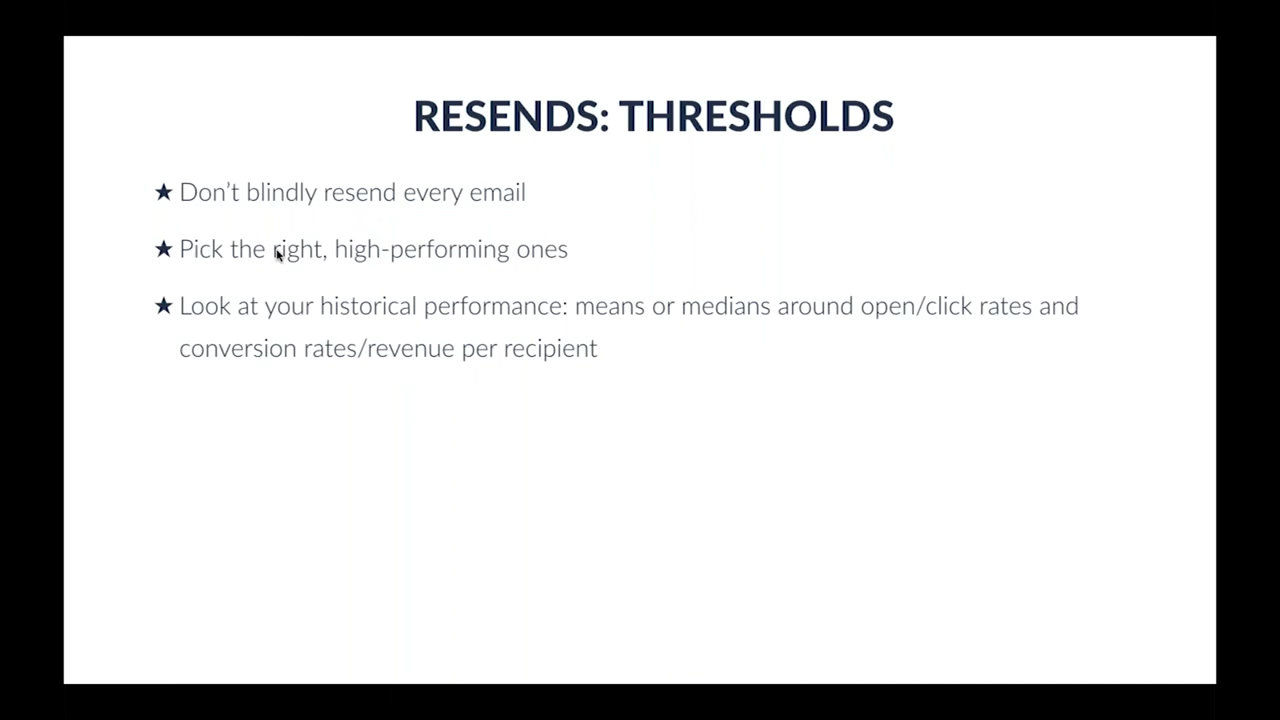 RESENDS: THRESHOLDS
★ Don’t blindly resend every email
★ Pick the right, high-performing ones
★ Look at your historical performance: means or medians around open/click rates and
conversion rates/revenue per recipient